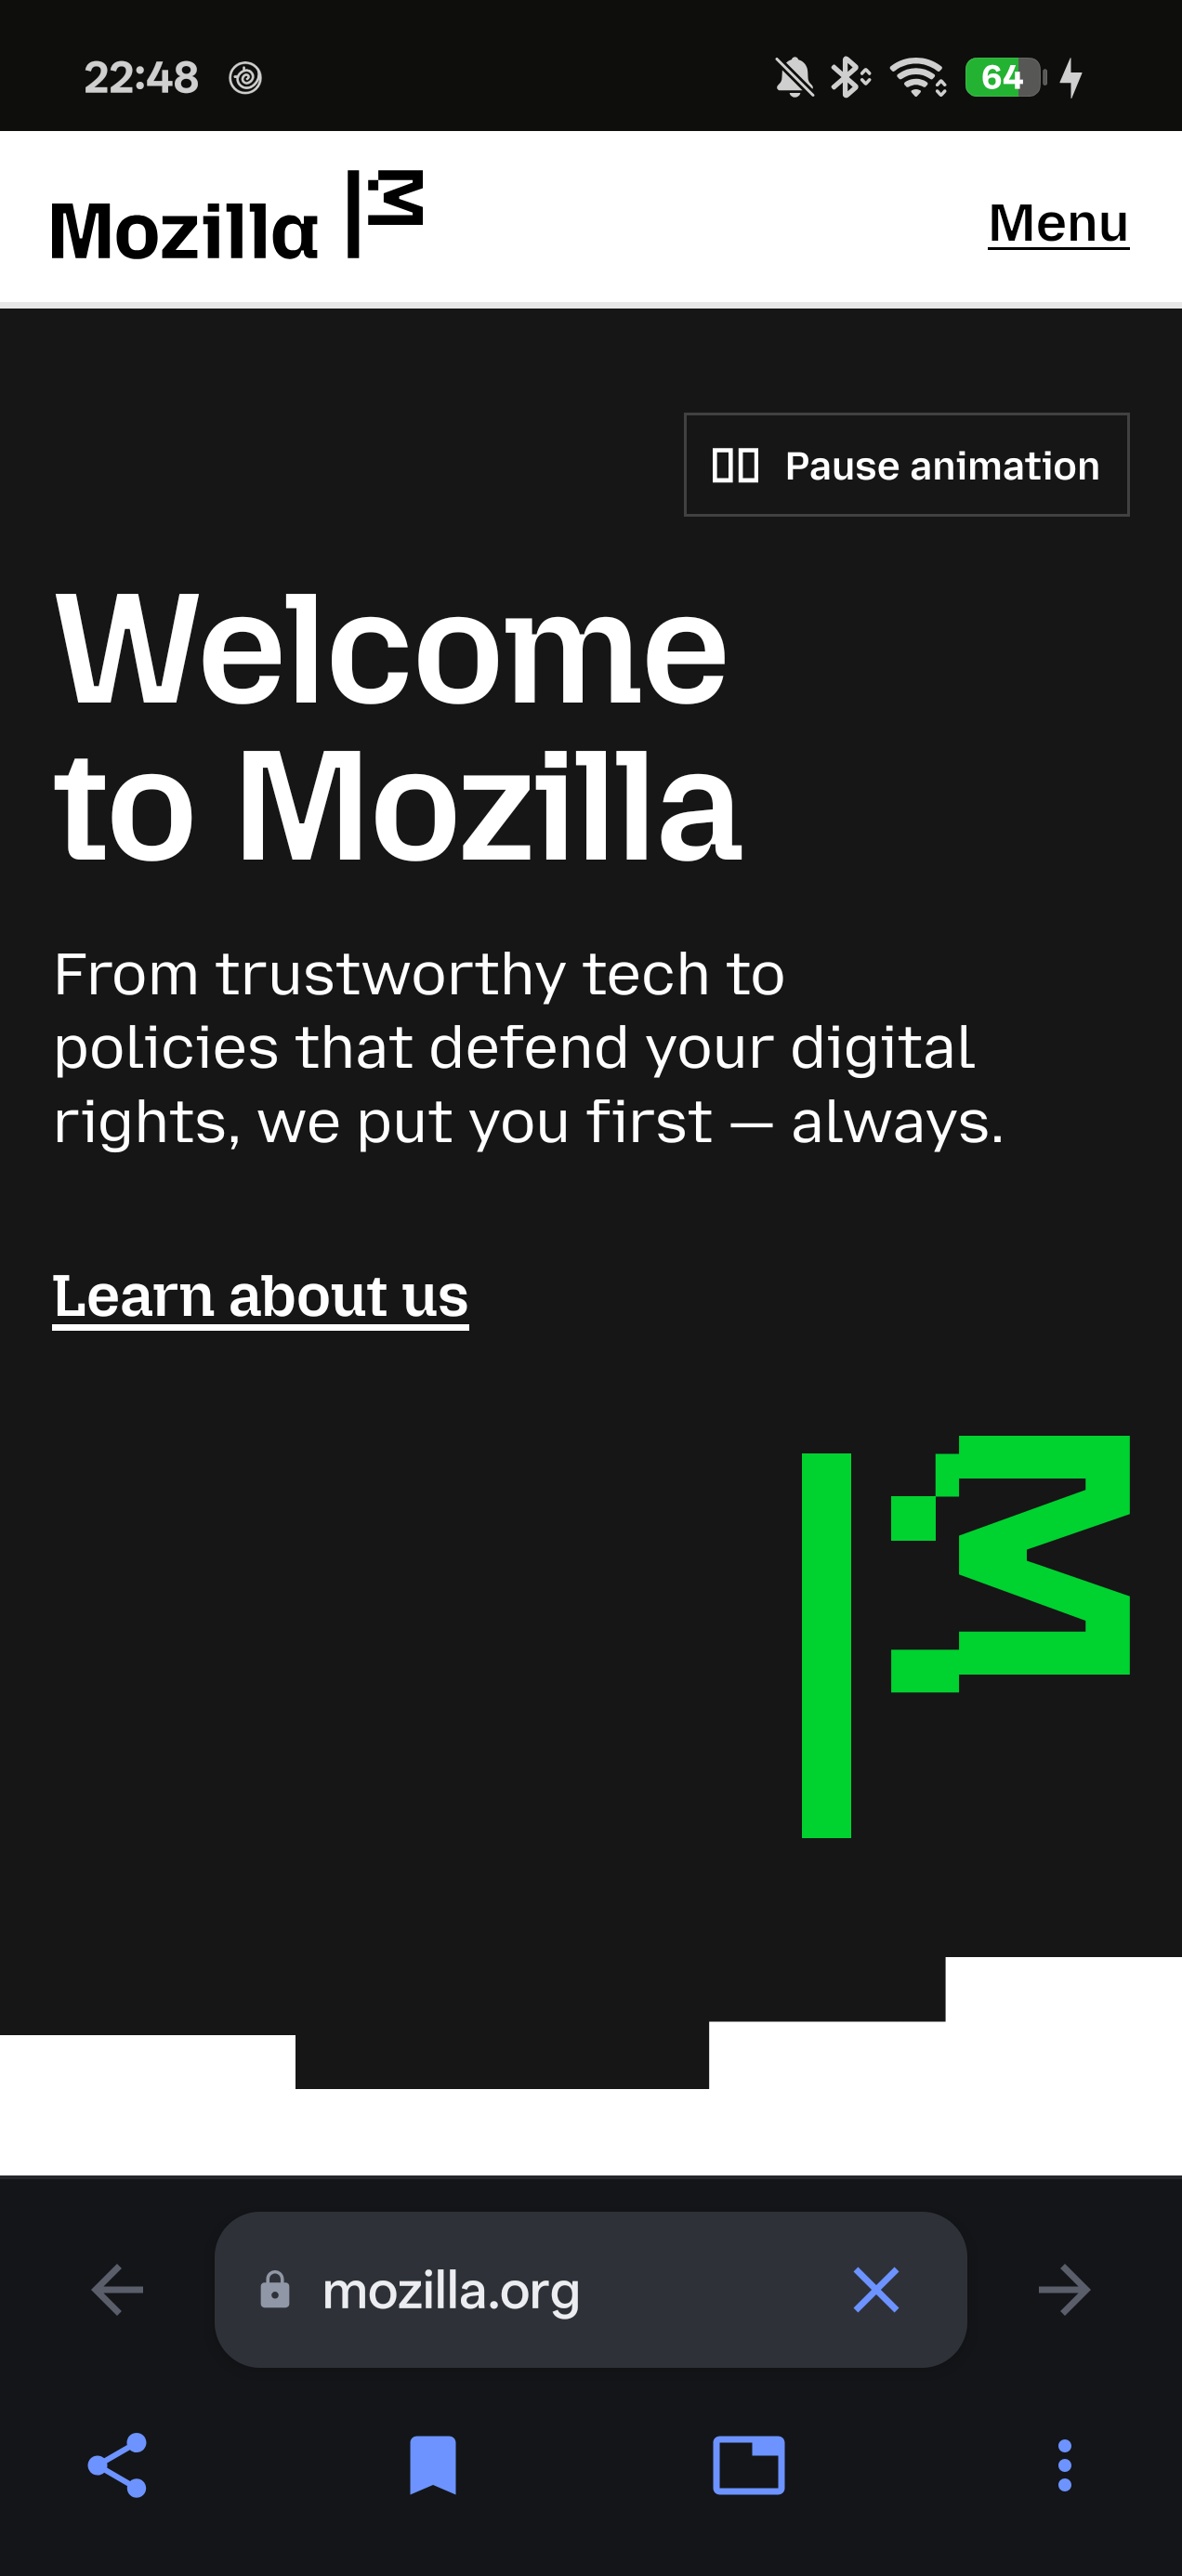 22:48
64
Mozilla
Menu
Pause animation
Welcome
to Mozilla
From trustworthy tech to
policies that defend your digital
rights, we put you first — always.
Learn about us
mozilla.org